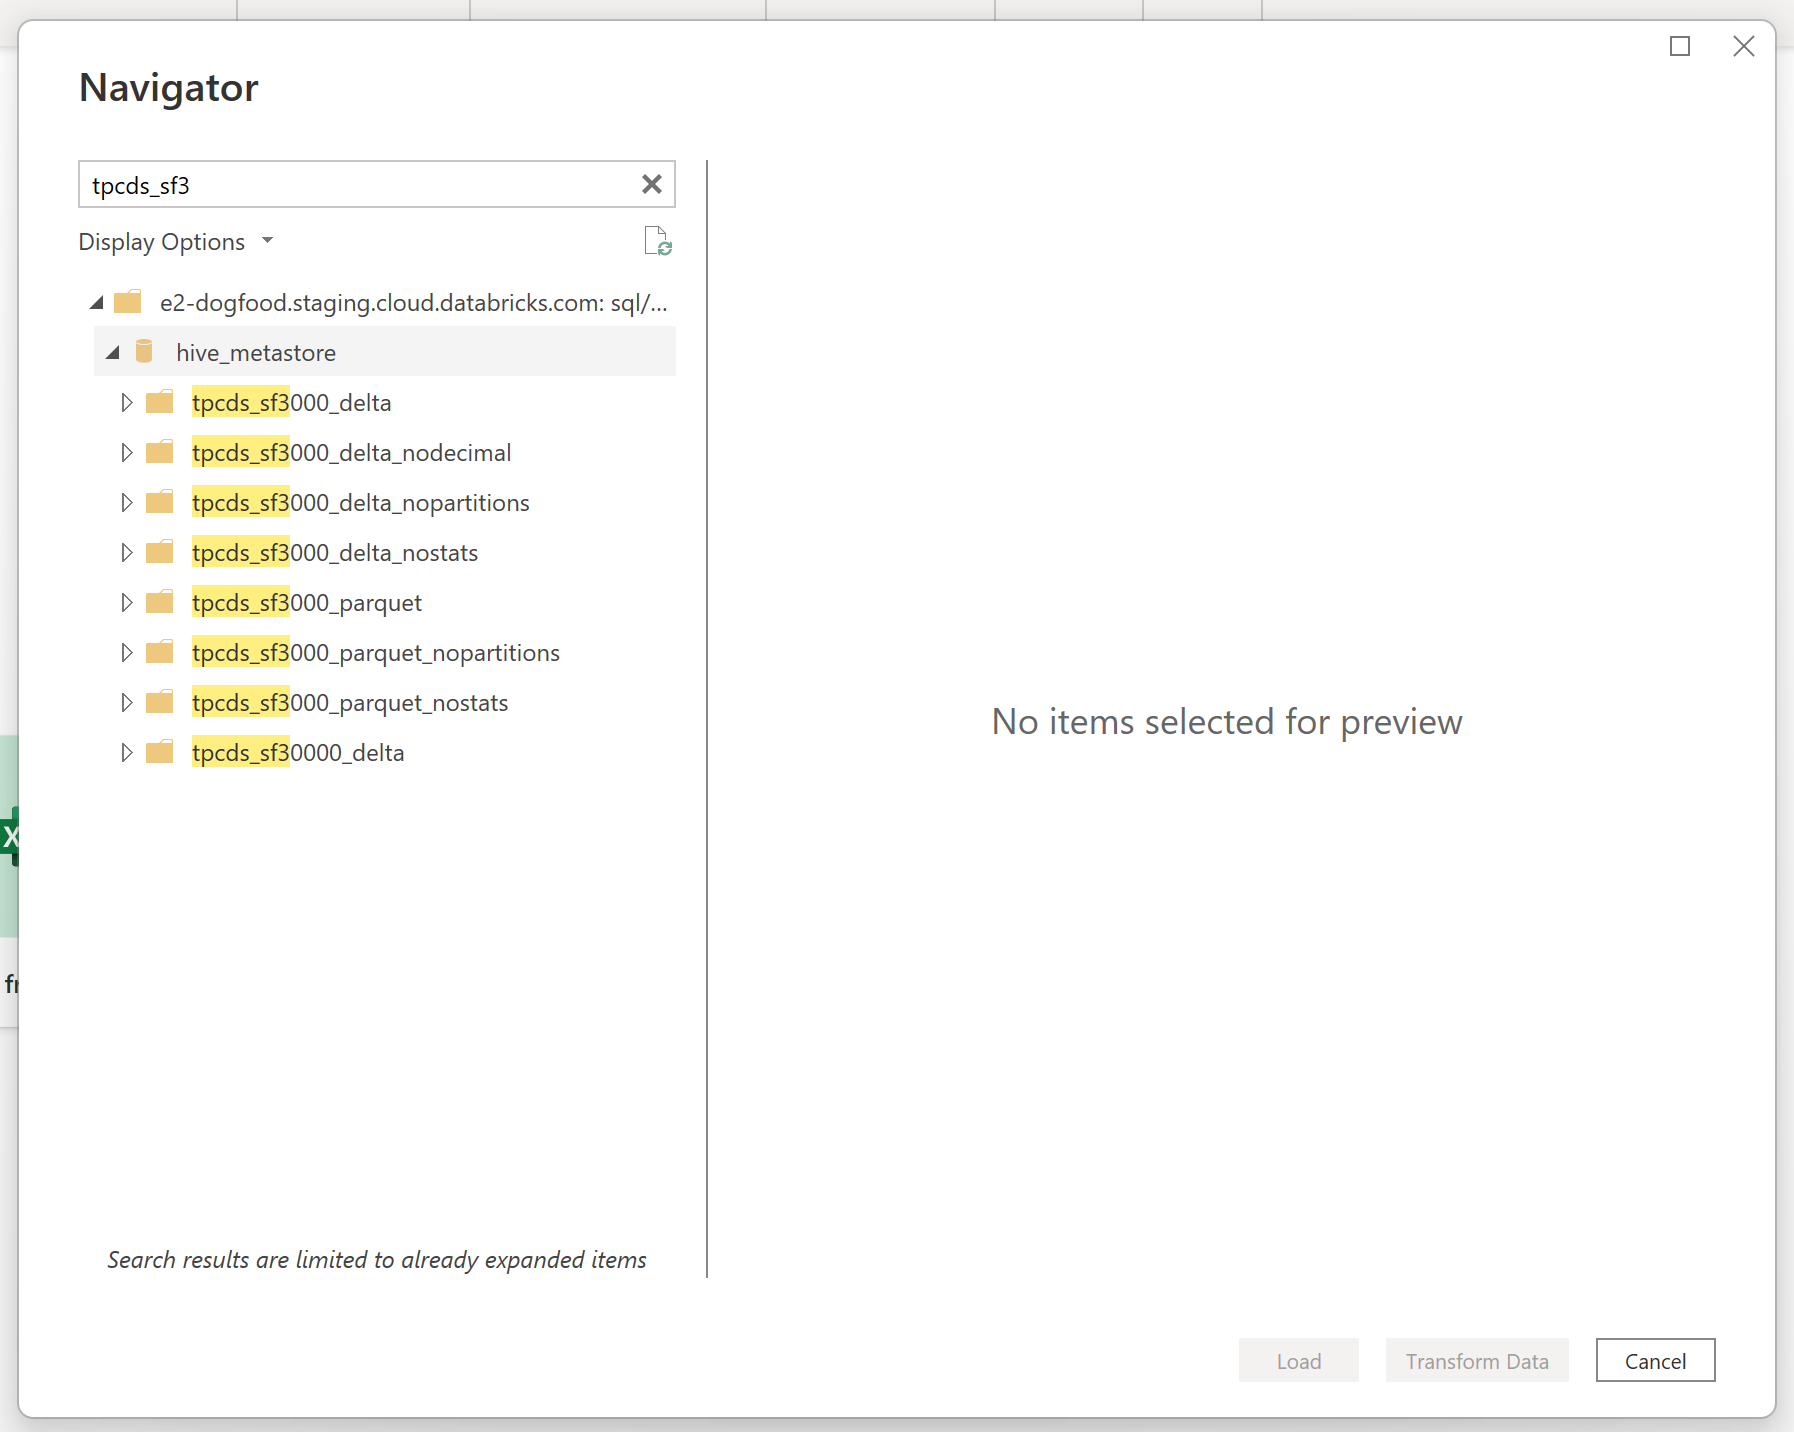 Navigator
tpcds_sf3
Display Options
e2-dogfood.staging.cloud.databricks.com: sql/...
hive_metastore
tpcds_sf3000_delta
tpcds_sf3000_delta_nodecimal
tpcds_sf3000_delta_nopartitions
tpcds_sf3000_delta_nostats
tpcds_sf3000_parquet
tpcds_sf3000_parquet_nopartitions
tpcds_sf3000_parquet_nostats
tpcds_sf30000_delta
No items selected for preview
X
fr
Search results are limited to already expanded items
Load
Transform Data
Cancel